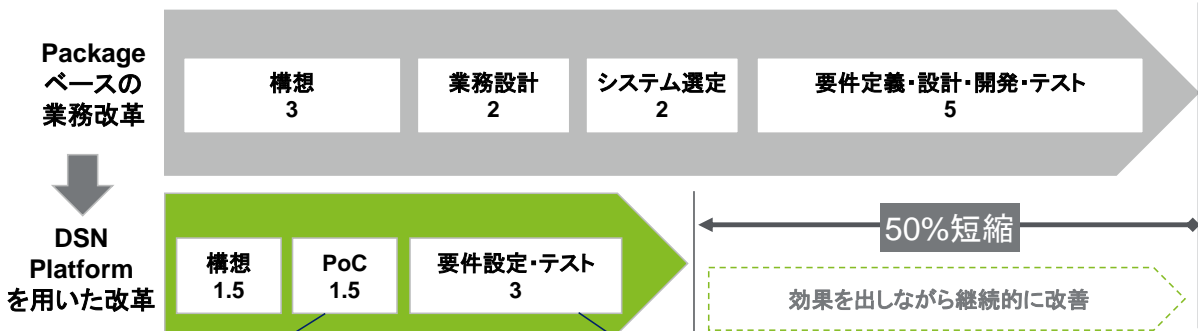 Package
ベースの
業務改革
構想
3
業務設計
2
システム選定
2
要件定義・設計・開発・テスト
5
DSN
Platform
を用いた改革
構想
1.5
PoC
1.5
要件設定・テスト
3
50%短縮
効果を出しながら継続的に改善